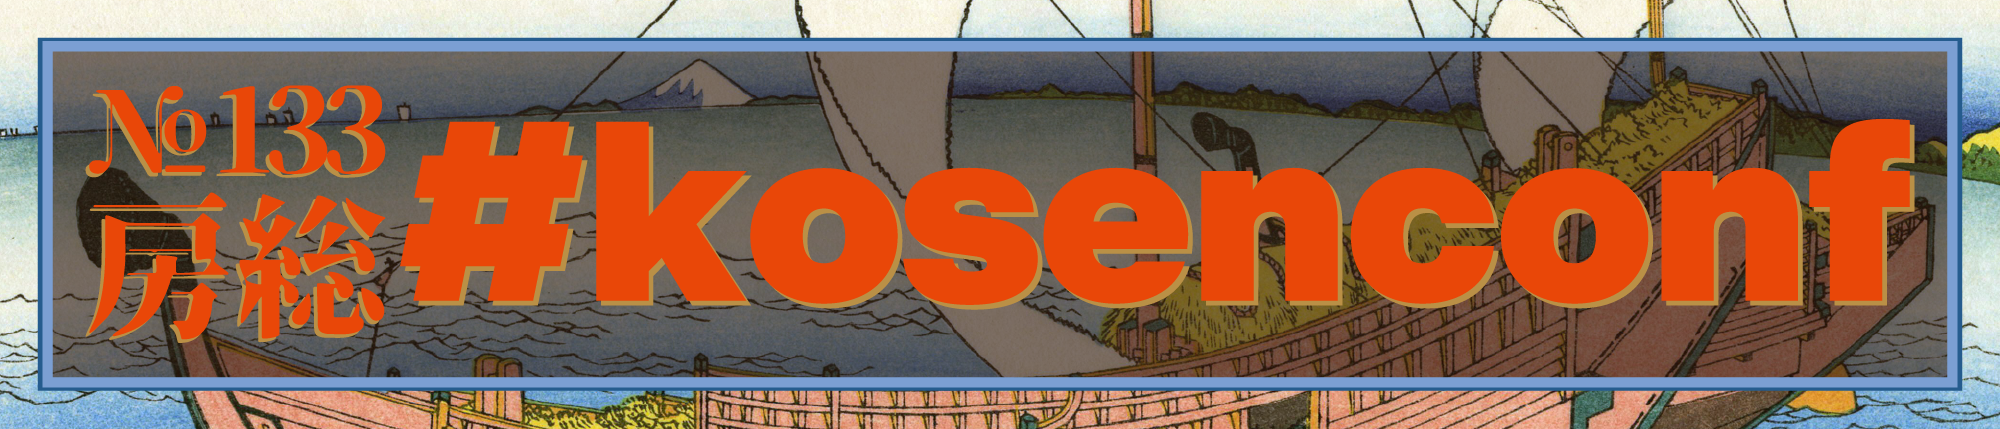 №133
房総
#kosenconf